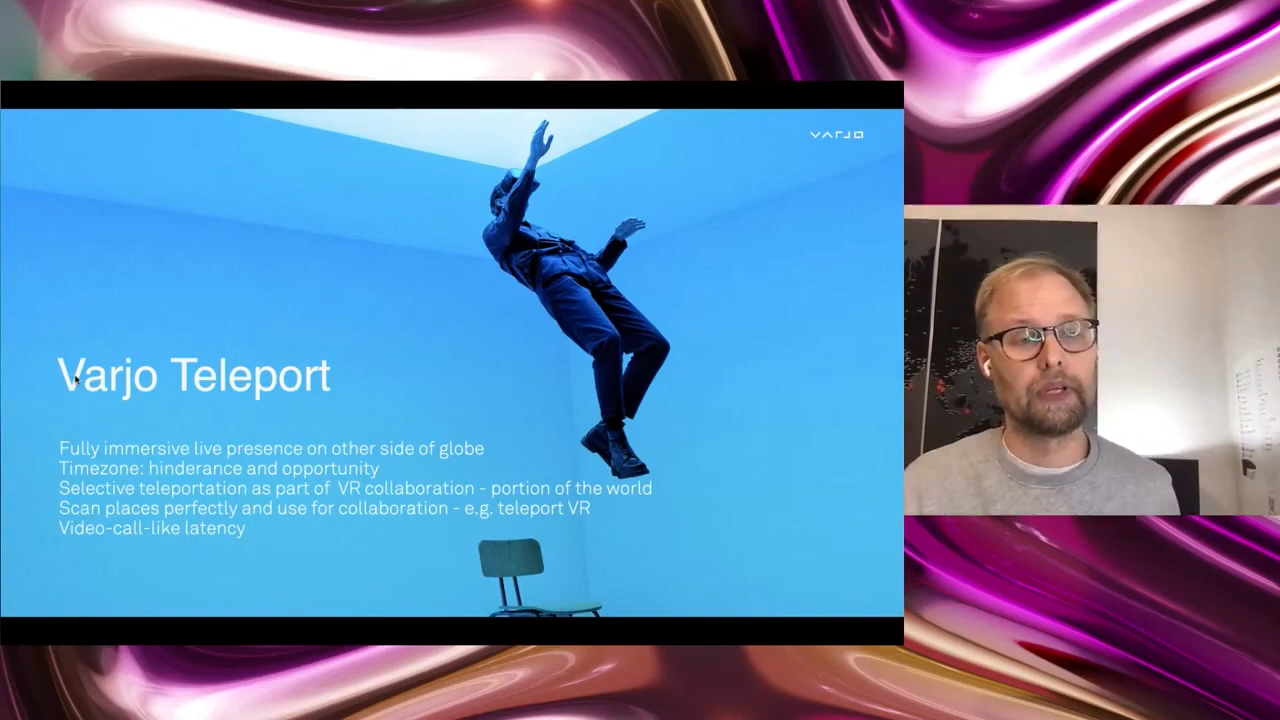 VARJO
Varjo Teleport
Fully immersive live presence on other side of globe
Timezone: hinderance and opportunity
Selective teleportation as part of VR collaboration - portion of the world
Scan places perfectly and use for collaboration - e.g. teleport VR
Video-call-like latency